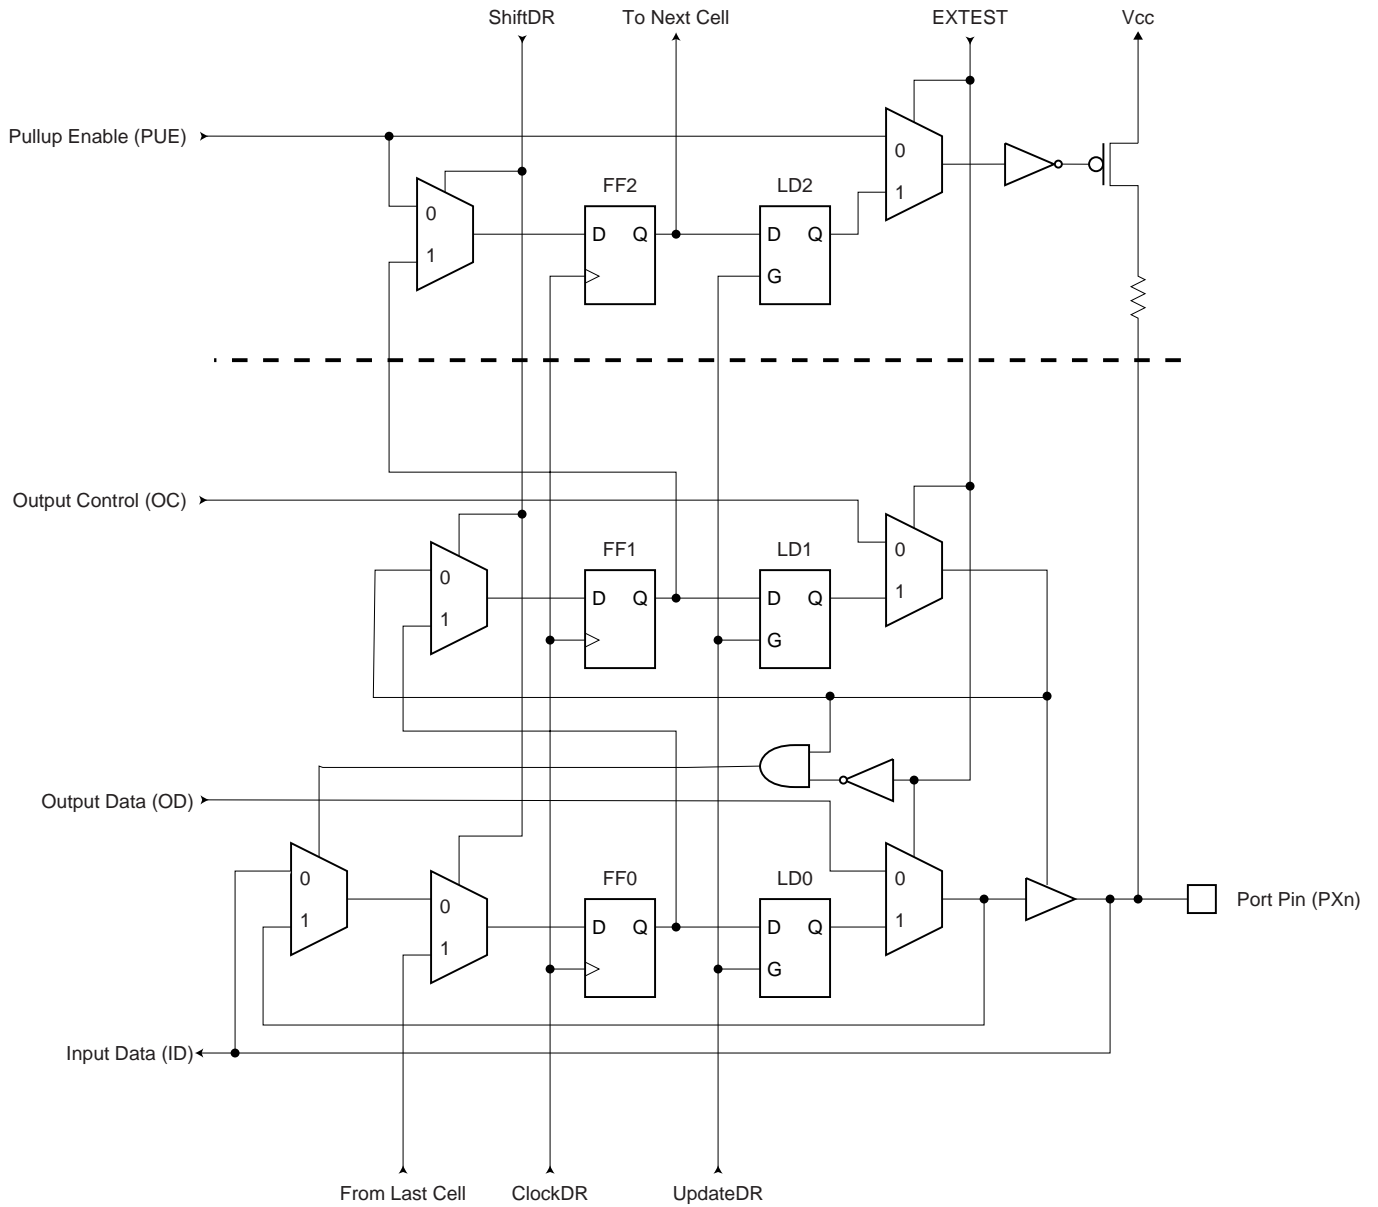 ShiftDR To Next Cell EXTEST Vcc
Pullup Enable (PUE)
0
FF2 LD2
1
0
D Q D Q
1
G
Output Control (OC)
0
FF1 LD1
0
1
D Q D Q
1
G
Output Data (OD)
0
FF0 LD0
0
0
Port Pin (PXn)
1
1
D Q D Q
1
G
Input Data (ID)
From Last Cell ClockDR UpdateDR